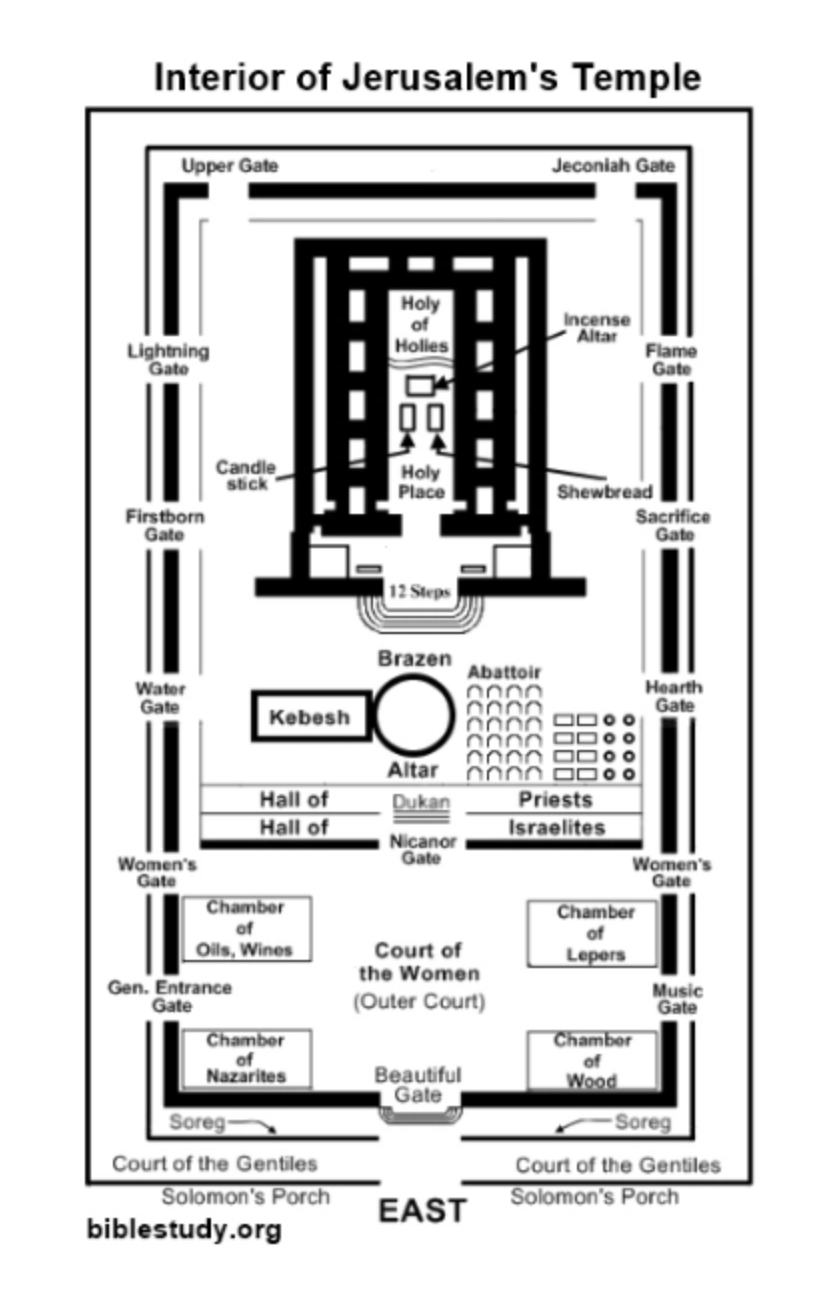 Interior of Jerusalem's Temple
Upper Gate
Jeconiah Gate
Holy
of
Holies
Incense
Altar
Lightning
Gate
Flame
Gate
Candle
stick
Holy
Place
Shewbread
Firstborn
Gate
Sacrifice
Gate
12 Steps
Brazen
Abattoir
Water
Gate
Kebesh
Hearth
Gate
Altar
Hall of
Dukan
Priests
Hall of
Israelites
Nicanor
Gate
Women's
Gate
Women's
Gate
Chamber
of
Oils, Wines
Chamber
of
Lepers
Court of
the Women
(Outer Court)
Gen. Entrance
Gate
Music
Gate
Chamber
of
Nazarites
Chamber
of
Wood
Beautiful
Gate
Soreg
Soreg
Court of the Gentiles
Court of the Gentiles
Solomon's Porch
Solomon's Porch
EAST
biblestudy.org